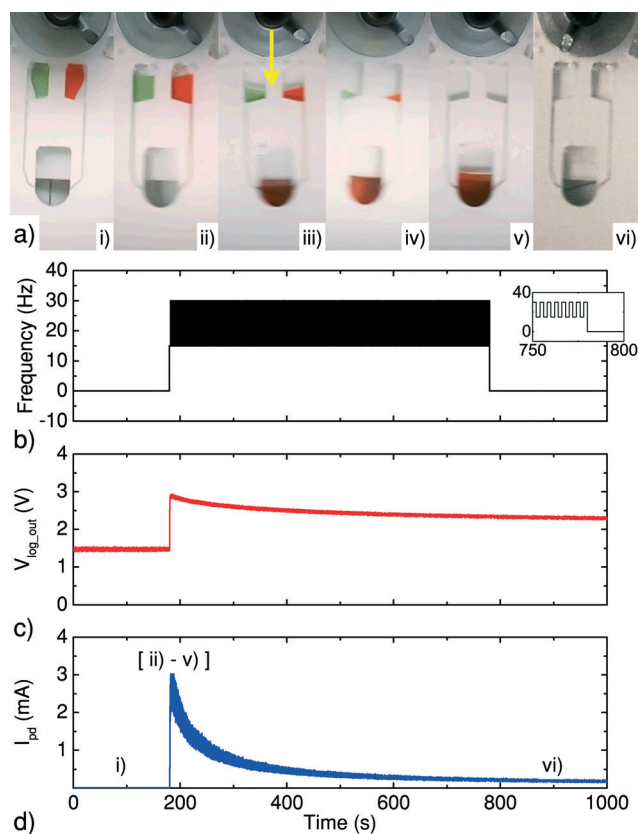 a) i) ii) iii) iv) v) vi)
40
30
20
10
0
-10
Frequency (Hz)
40
0
750 800
b)
4
3
2
1
0
V_log_out (V)
c)
4
3
2
1
I_pd (mA)
[ ii) - v) ]
i) vi)
0 200 400 600 800 1000
d) Time (s)